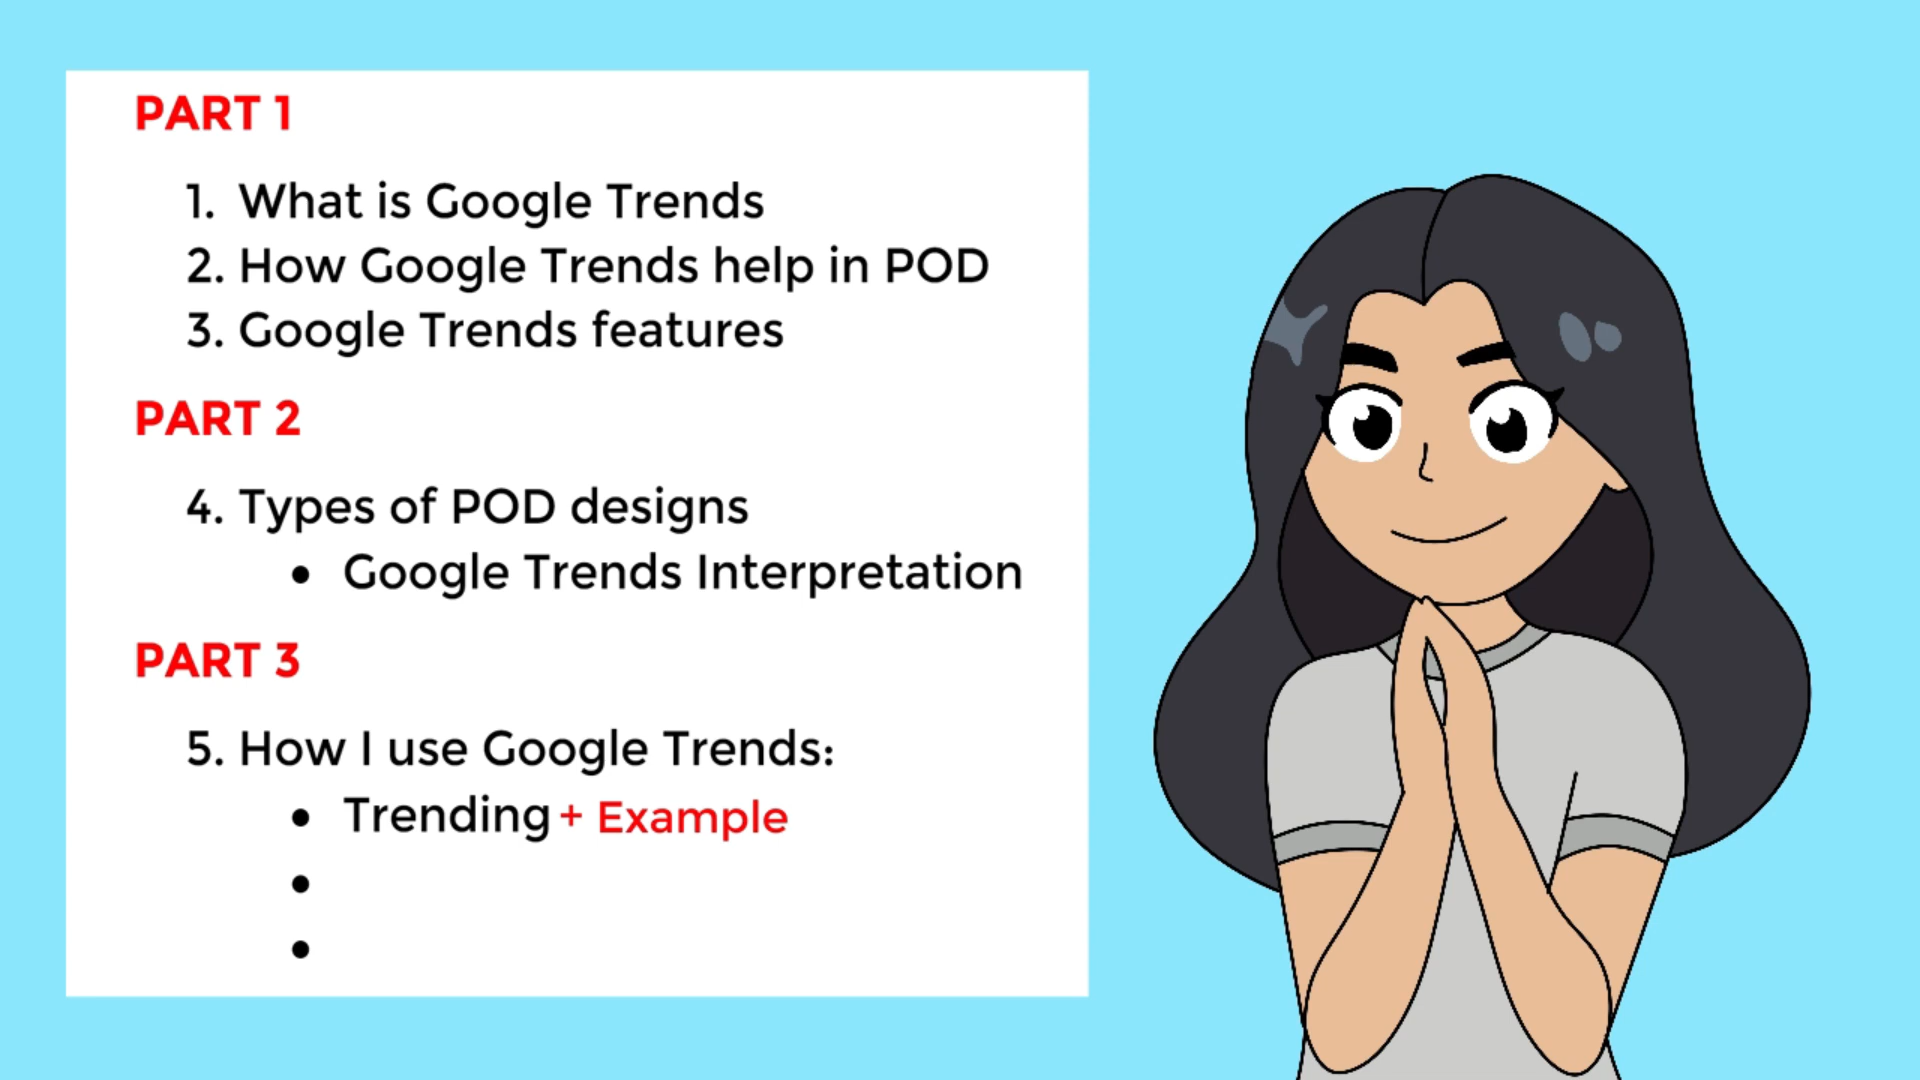 PART 1
1. What is Google Trends
2. How Google Trends help in POD
3. Google Trends features
PART 2
4. Types of POD designs
• Google Trends Interpretation
PART 3
5. How I use Google Trends:
• Trending + Example
•
•